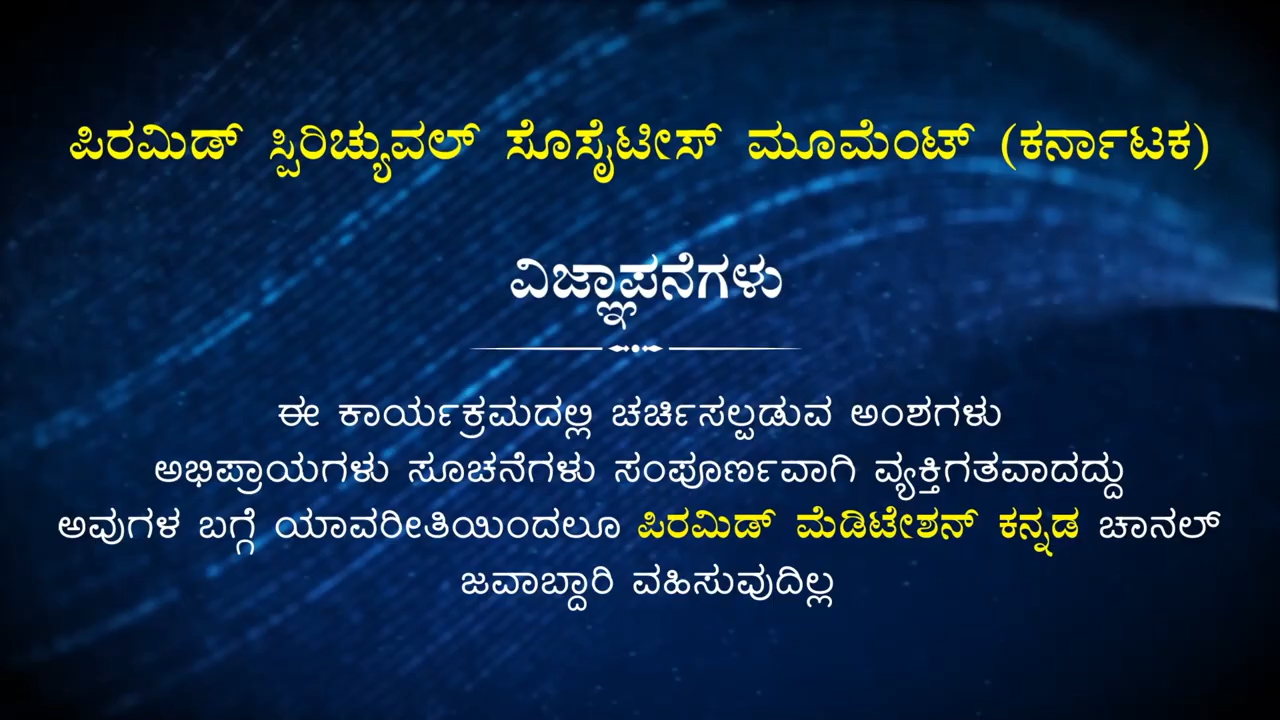 ಪಿರಮಿಡ್ ಸ್ಪಿರಿಚ್ಯುವಲ್ ಸೊಸೈಟೀಸ್ ಮೂಮೆಂಟ್ (ಕರ್ನಾಟಕ)
ವಿಜ್ಞಾಪನೆಗಳು
ಈ ಕಾರ್ಯಕ್ರಮದಲ್ಲಿ ಚರ್ಚಿಸಲ್ಪಡುವ ಅಂಶಗಳು
ಅಭಿಪ್ರಾಯಗಳು ಸೂಚನೆಗಳು ಸಂಪೂರ್ಣವಾಗಿ ವ್ಯಕ್ತಿಗತವಾದದ್ದು
ಅವುಗಳ ಬಗ್ಗೆ ಯಾವರೀತಿಯಿಂದಲೂ ಪಿರಮಿಡ್ ಮೆಡಿಟೇಶನ್ ಕನ್ನಡ ಚಾನಲ್
ಜವಾಬ್ದಾರಿ ವಹಿಸುವುದಿಲ್ಲ